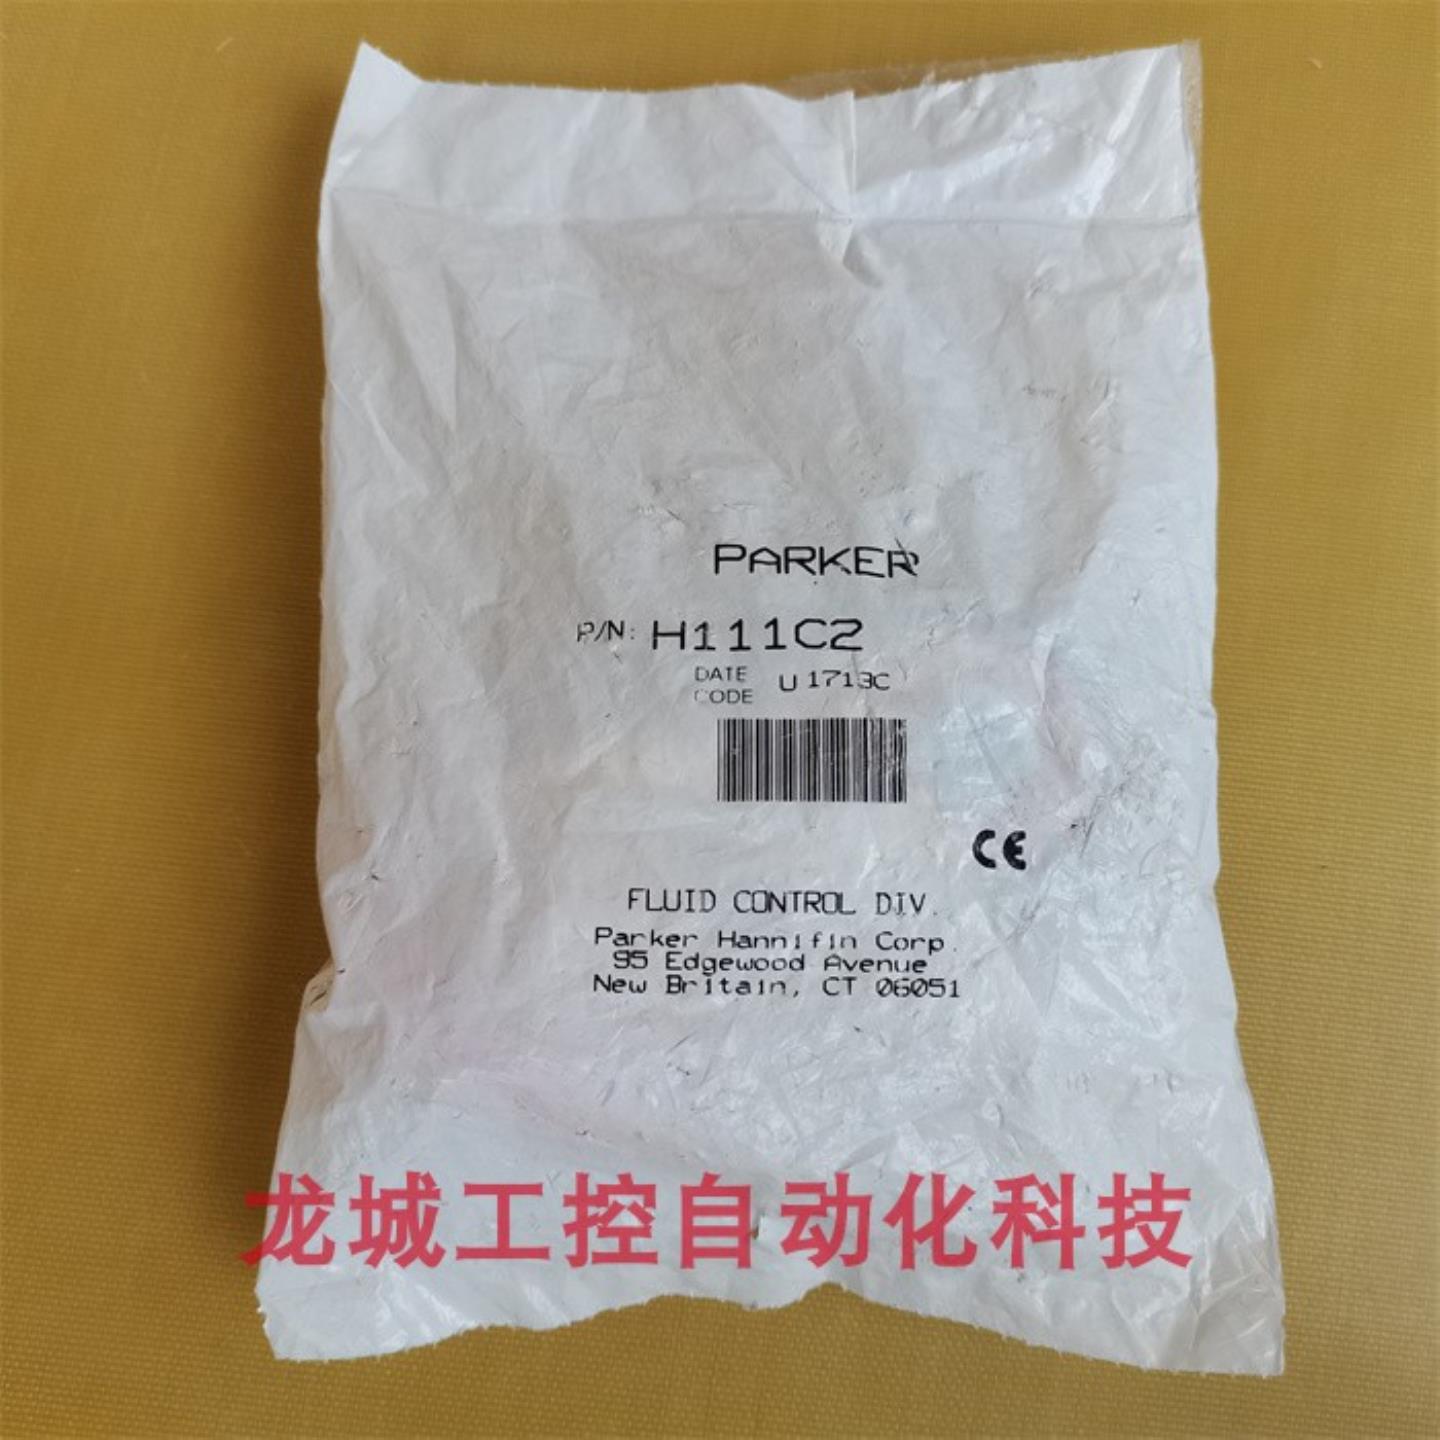 PARKER
P/N: H111C2
DATE CODE U 1713C
CE
FLUID CONTROL DIV.
Parker Hannifin Corp.
95 Edgewood Avenue
New Britain, CT 06051
龙城工控自动化科技